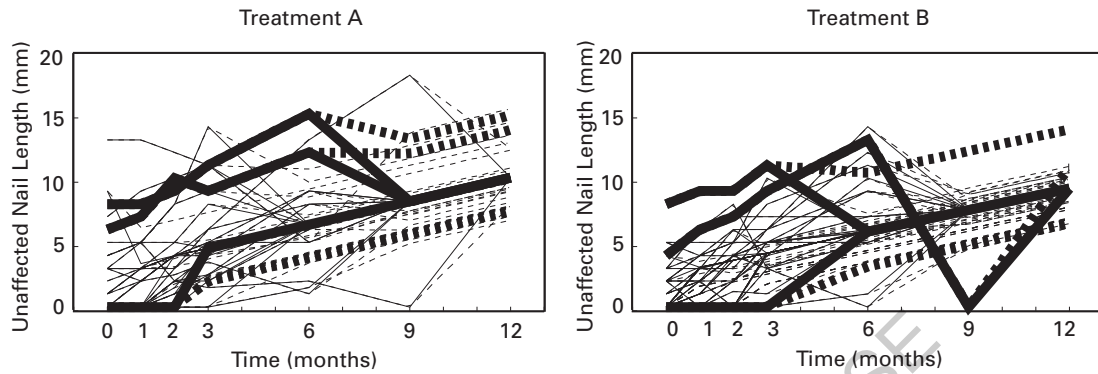 Treatment A
Treatment B
Unaffected Nail Length (mm)
20
15
10
5
0
0 1 2 3 6 9 12
Time (months)
Unaffected Nail Length (mm)
20
15
10
5
0
0 1 2 3 6 9 12
Time (months)
SE